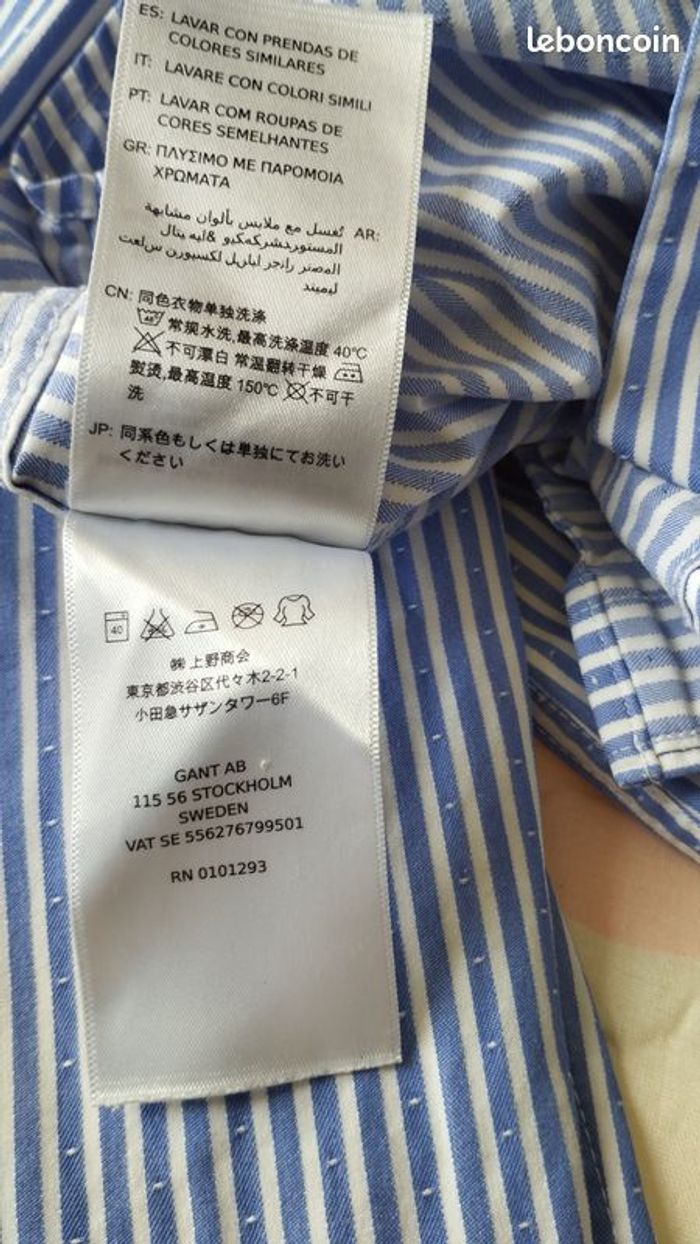 leboncoin
ES: LAVAR CON PRENDAS DE
COLORES SIMILARES
IT: LAVARE CON COLORI SIMILI
PT: LAVAR COM ROUPAS DE
CORES SEMELHANTES
GR: ΠΛΥΣΙΜΟ ΜΕ ΠΑΡΟΜΟΙΑ
ΧΡΩΜΑΤΑ
AR: تغسل مع ملابس بألوان مشابهة
المستوردشركمكيو &ايه يتال
المصنر رانجر
CN: 同色衣物单独洗涤
40 常规水洗,最高洗涤温度 40℃
不可漂白 常温翻转干燥
熨烫,最高温度 150℃ 不可干
洗
JP: 同系色もしくは単独にてお洗い
ください
40
㈱ 上野商会
東京都渋谷区代々木2-2-1
小田急サザンタワー6F
GANT AB
115 56 STOCKHOLM
SWEDEN
VAT SE 556276799501
RN 0101293